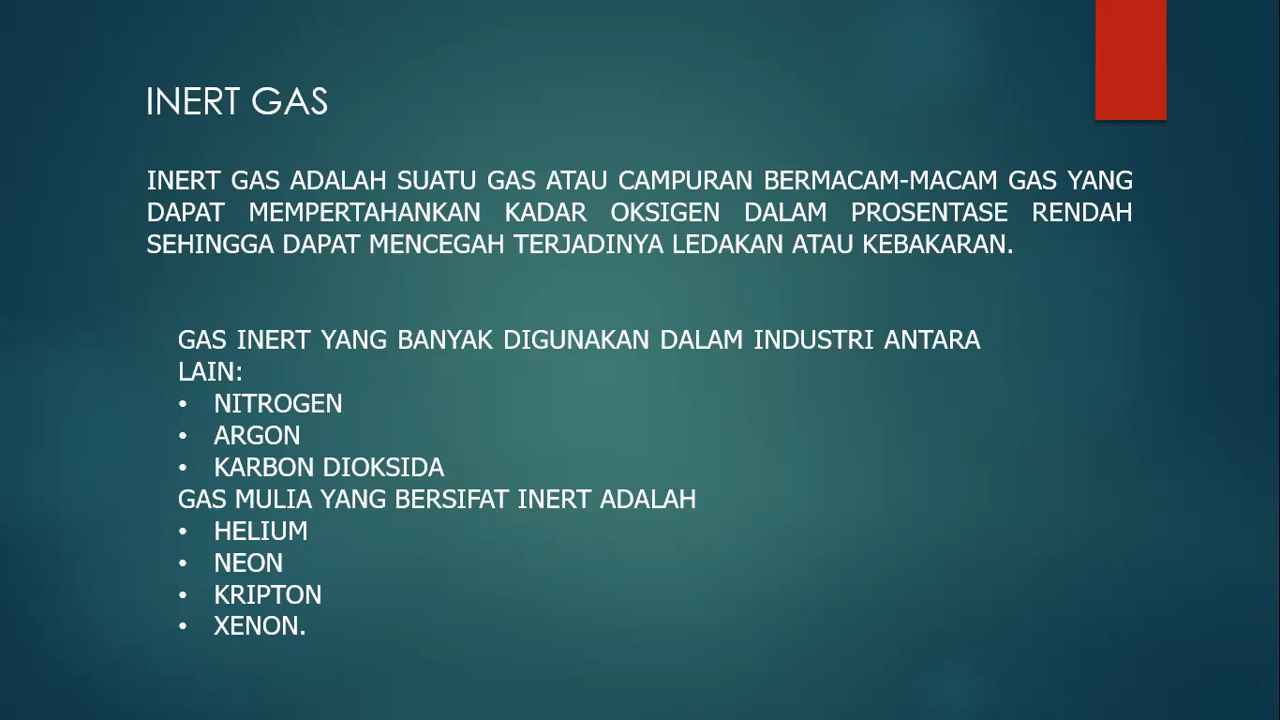 INERT GAS
INERT GAS ADALAH SUATU GAS ATAU CAMPURAN BERMACAM-MACAM GAS YANG
DAPAT MEMPERTAHANKAN KADAR OKSIGEN DALAM PROSENTASE RENDAH
SEHINGGA DAPAT MENCEGAH TERJADINYA LEDAKAN ATAU KEBAKARAN.
GAS INERT YANG BANYAK DIGUNAKAN DALAM INDUSTRI ANTARA
LAIN:
• NITROGEN
• ARGON
• KARBON DIOKSIDA
GAS MULIA YANG BERSIFAT INERT ADALAH
• HELIUM
• NEON
• KRIPTON
• XENON.